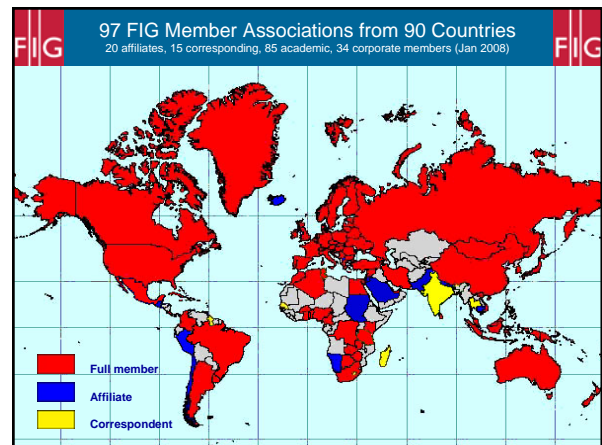 FIG
97 FIG Member Associations from 90 Countries
20 affiliates, 15 corresponding, 85 academic, 34 corporate members (Jan 2008)
FIG
Full member
Affiliate
Correspondent